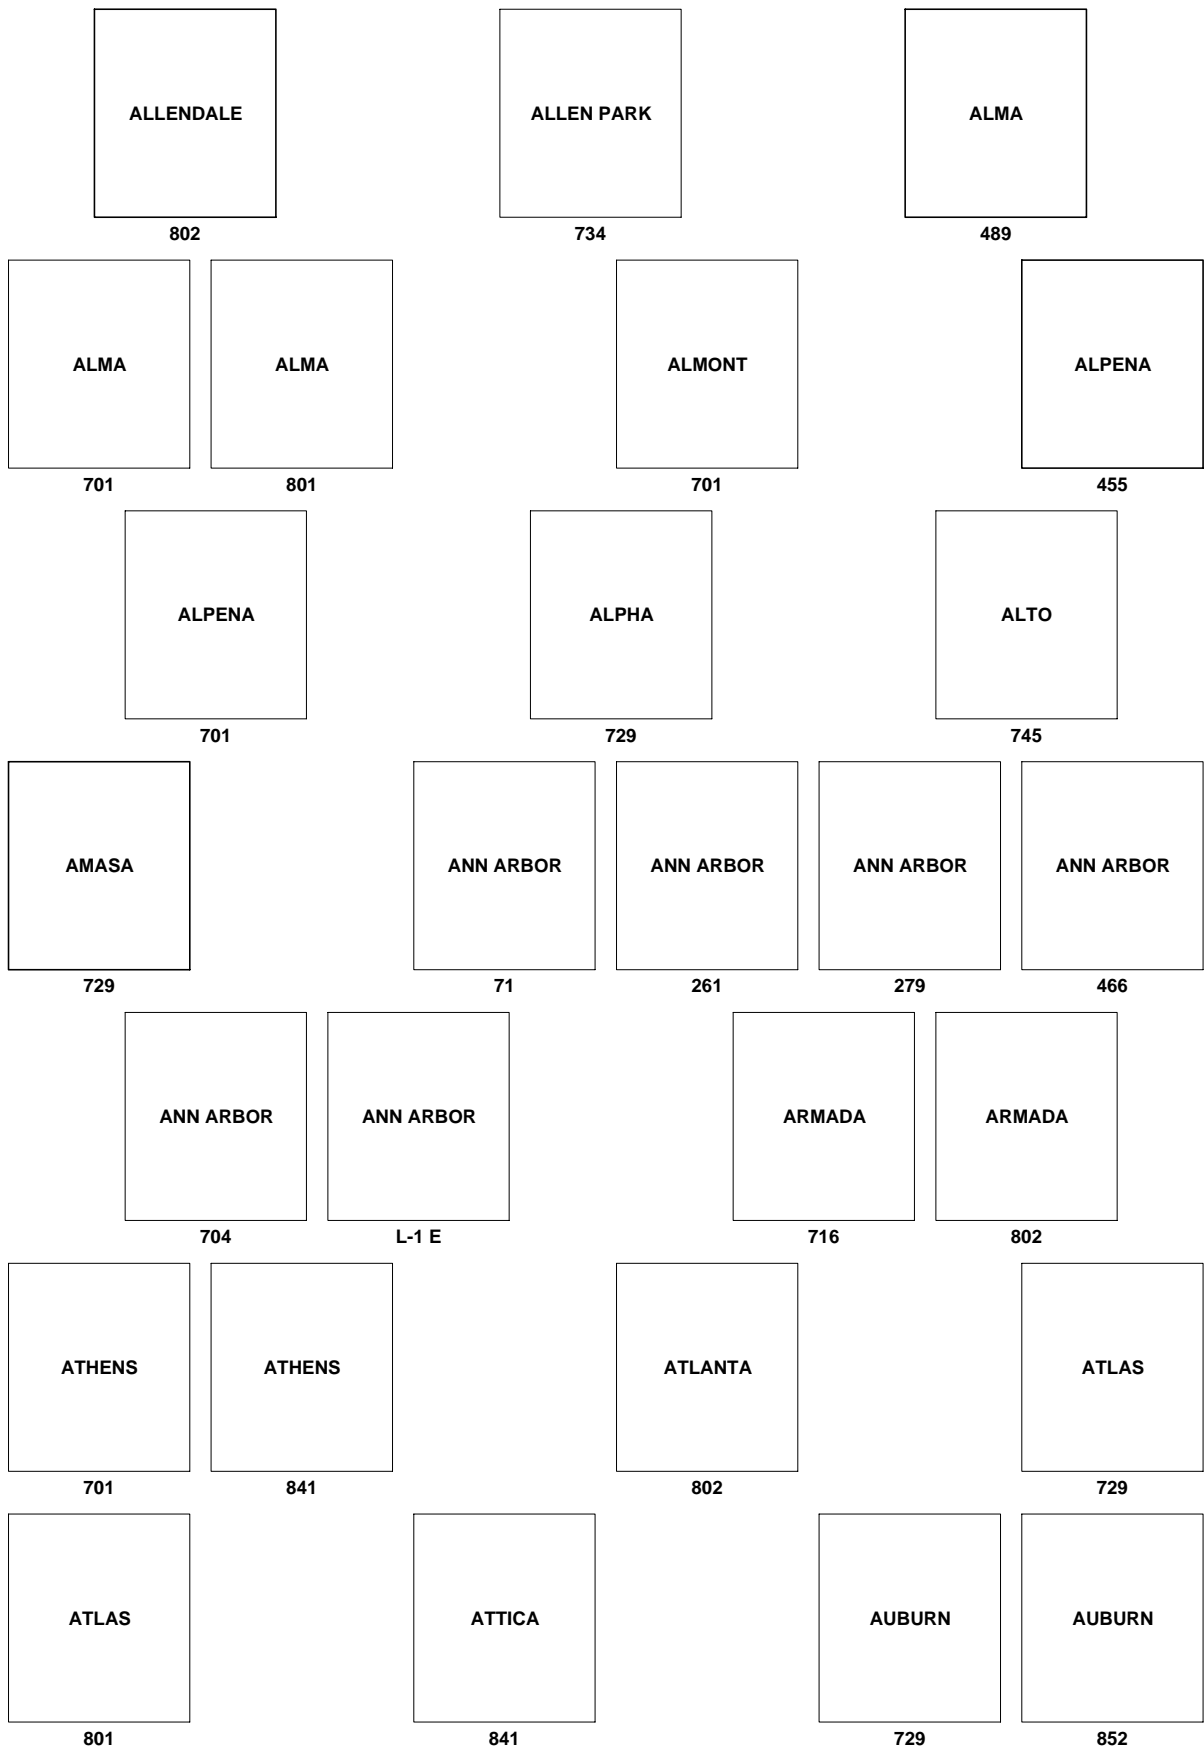 ALLENDALE ALLEN PARK ALMA
802 734 489
ALMA ALMA ALMONT ALPENA
701 801 701 455
ALPENA ALPHA ALTO
701 729 745
AMASA ANN ARBOR ANN ARBOR ANN ARBOR ANN ARBOR
729 71 261 279 466
ANN ARBOR ANN ARBOR ARMADA ARMADA
704 L-1 E 716 802
ATHENS ATHENS ATLANTA ATLAS
701 841 802 729
ATLAS ATTICA AUBURN AUBURN
801 841 729 852